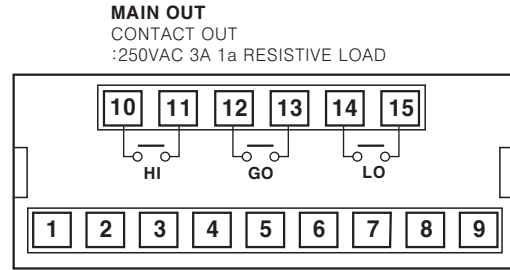 MAIN OUT
CONTACT OUT
:250VAC 3A 1a RESISTIVE LOAD
10 11 12 13 14 15
HI GO LO
1 2 3 4 5 6 7 8 9